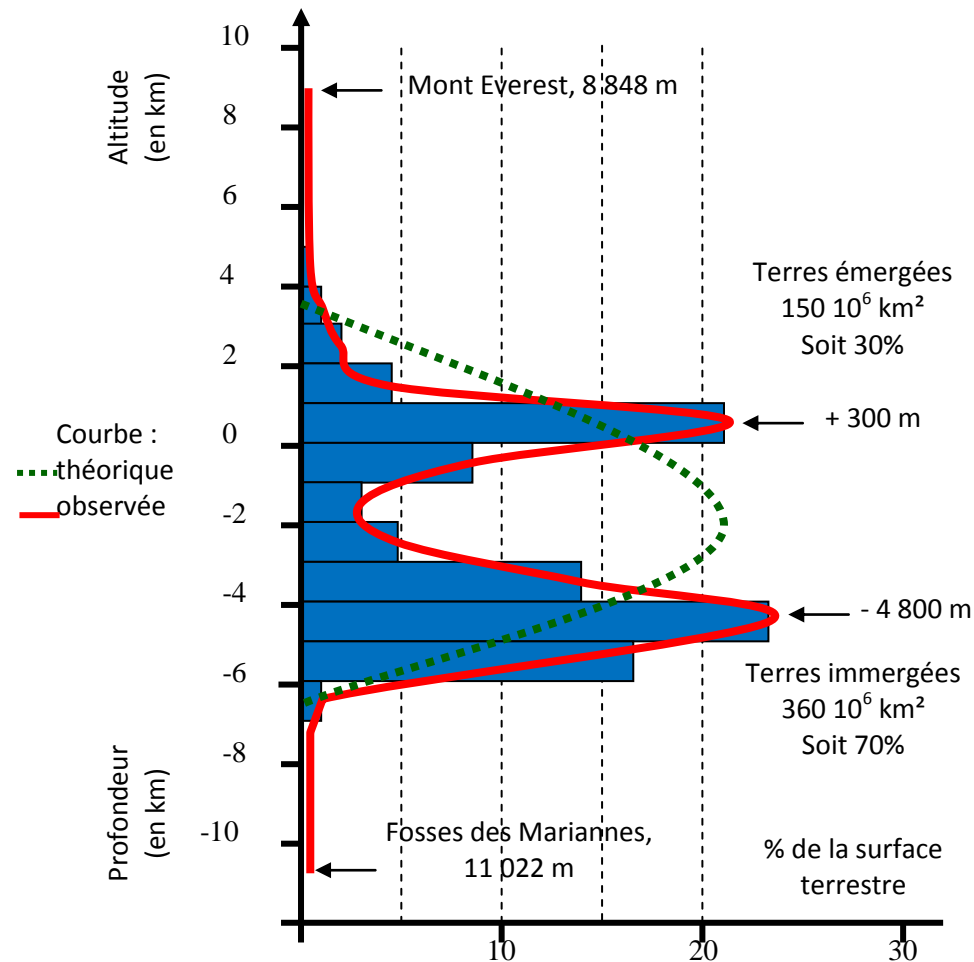 10
Altitude
(en km)
8
6
4
2
0
-2
-4
-6
-8
-10
Profondeur
(en km)
Mont Everest, 8 848 m
Terres émergées
150 10⁶ km²
Soit 30%
+ 300 m
Courbe :
théorique
observée
- 4 800 m
Terres immergées
360 10⁶ km²
Soit 70%
Fosses des Mariannes,
11 022 m
% de la surface
terrestre
10
20
30